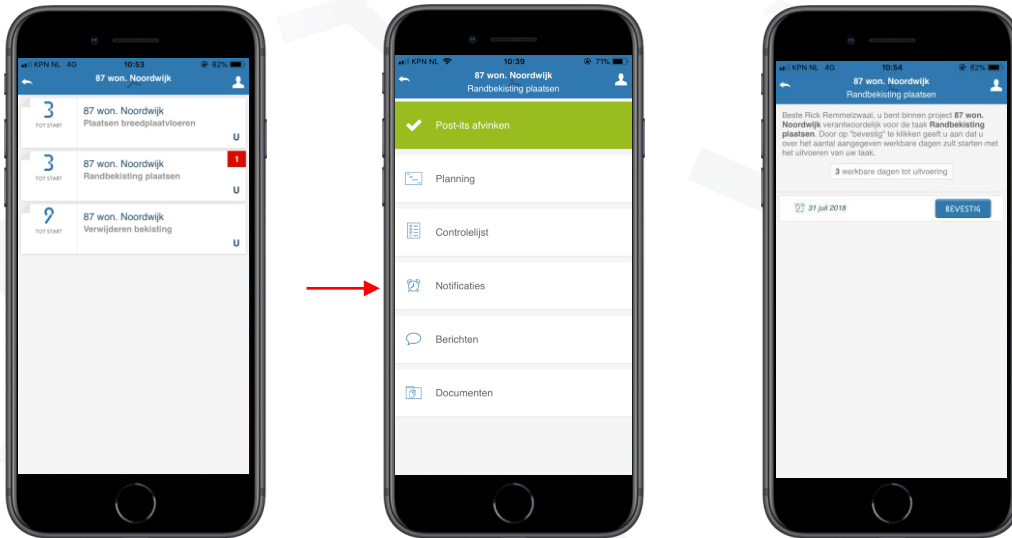 KPN NL 4G 10:53 82%
87 won. Noordwijk
3
TOT START
87 won. Noordwijk
Plaatsen breedplaatvloeren
U
3
TOT START
87 won. Noordwijk
Randbekisting plaatsen
1
U
9
TOT START
87 won. Noordwijk
Verwijderen bekisting
U
KPN NL 10:39 71%
87 won. Noordwijk
Randbekisting plaatsen
Post-its afvinken
Planning
Controlelijst
Notificaties
Berichten
Documenten
KPN NL 4G 10:54 82%
87 won. Noordwijk
Randbekisting plaatsen
Beste Rick Remmelzwaal, u bent binnen project 87 won.
Noordwijk verantwoordelijk voor de taak Randbekisting
plaatsen. Door op "bevestig" te klikken geeft u aan dat u
over het aantal aangegeven werkbare dagen zult starten met
het uitvoeren van uw taak.
3 werkbare dagen tot uitvoering
31 juli 2018
BEVESTIG